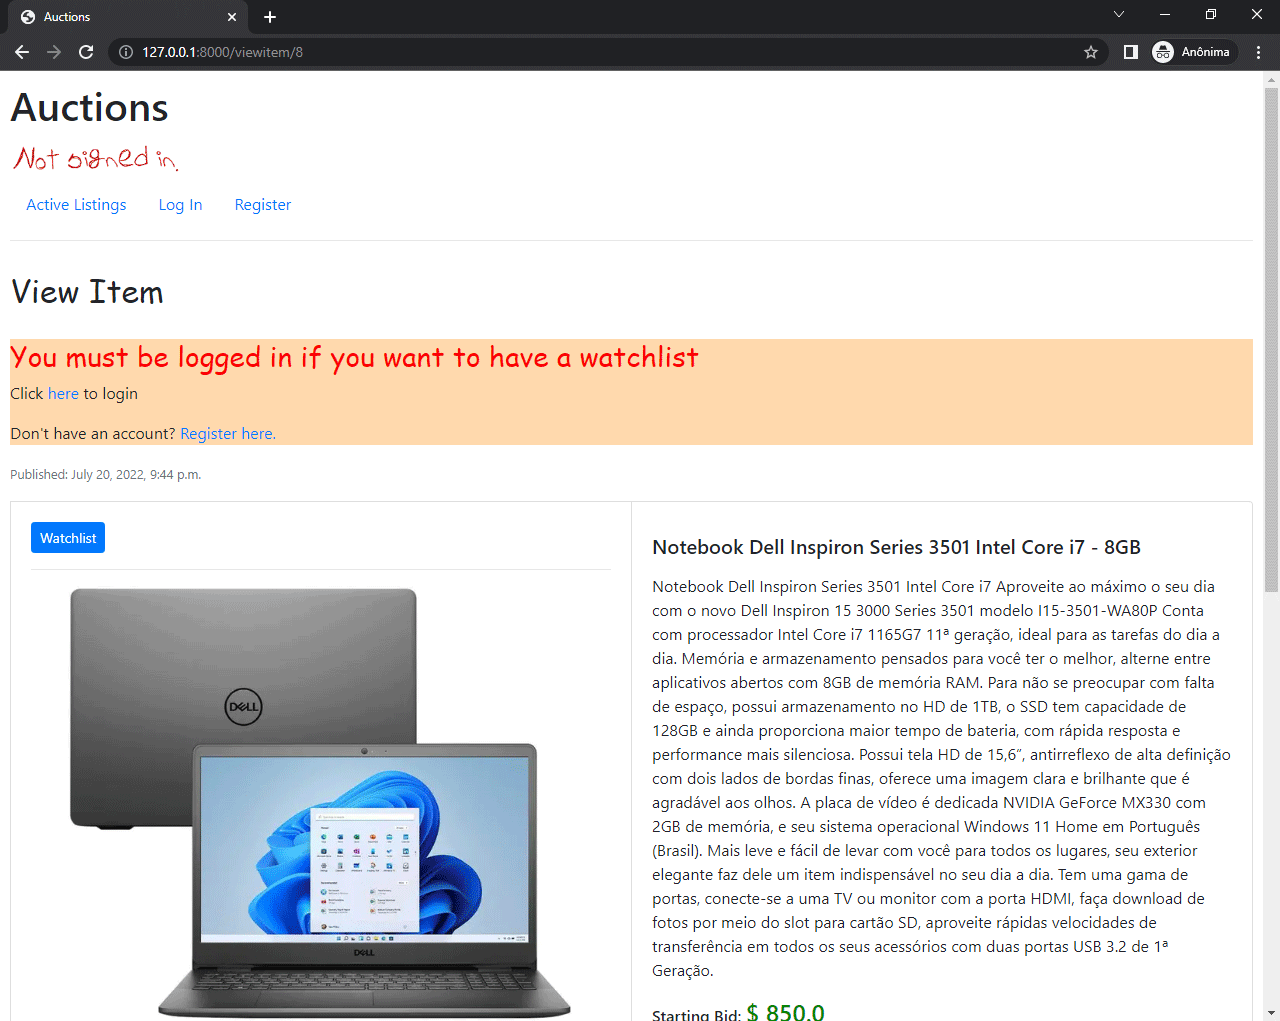 Auctions
127.0.0.1:8000/viewitem/8
Anônima
Auctions
Not signed in.
Active Listings Log In Register
View Item
You must be logged in if you want to have a watchlist
Click here to login
Don't have an account? Register here.
Published: July 20, 2022, 9:44 p.m.
Watchlist
DELL
DELL
Notebook Dell Inspiron Series 3501 Intel Core i7 - 8GB
Notebook Dell Inspiron Series 3501 Intel Core i7 Aproveite ao máximo o seu dia
com o novo Dell Inspiron 15 3000 Series 3501 modelo I15-3501-WA80P Conta
com processador Intel Core i7 1165G7 11ª geração, ideal para as tarefas do dia a
dia. Memória e armazenamento pensados para você ter o melhor, alterne entre
aplicativos abertos com 8GB de memória RAM. Para não se preocupar com falta
de espaço, possui armazenamento no HD de 1TB, o SSD tem capacidade de
128GB e ainda proporciona maior tempo de bateria, com rápida resposta e
performance mais silenciosa. Possui tela HD de 15,6”, antirreflexo de alta definição
com dois lados de bordas finas, oferece uma imagem clara e brilhante que é
agradável aos olhos. A placa de vídeo é dedicada NVIDIA GeForce MX330 com
2GB de memória, e seu sistema operacional Windows 11 Home em Português
(Brasil). Mais leve e fácil de levar com você para todos os lugares, seu exterior
elegante faz dele um item indispensável no seu dia a dia. Tem uma gama de
portas, conecte-se a uma TV ou monitor com a porta HDMI, faça download de
fotos por meio do slot para cartão SD, aproveite rápidas velocidades de
transferência em todos os seus acessórios com duas portas USB 3.2 de 1ª
Geração.
Starting Bid: $ 850.0